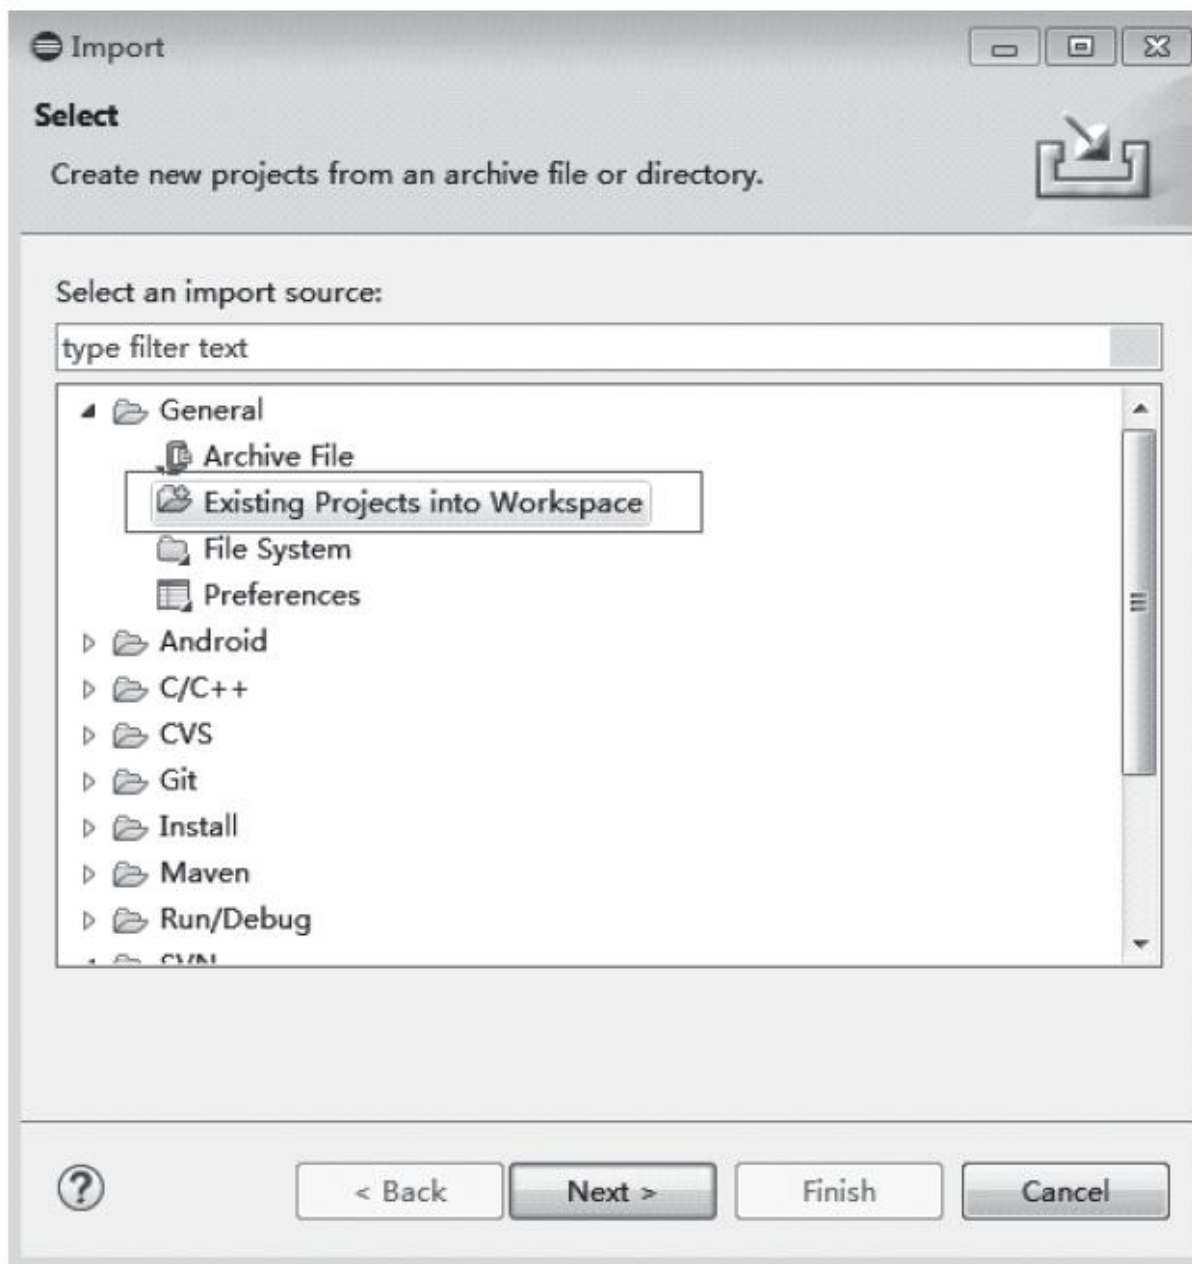 Import
Select
Create new projects from an archive file or directory.
Select an import source:
type filter text
General
Archive File
Existing Projects into Workspace
File System
Preferences
Android
C/C++
CVS
Git
Install
Maven
Run/Debug
SVN
?
< Back
Next >
Finish
Cancel